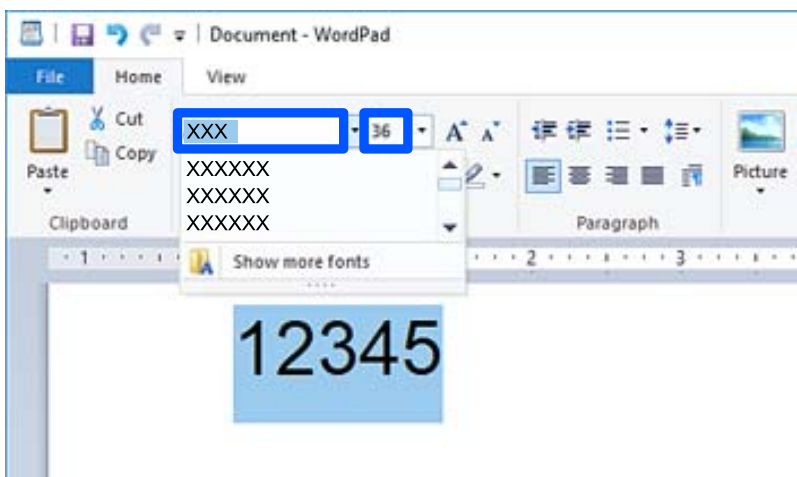 Document - WordPad
File Home View
Cut
Copy
Paste
Clipboard
XXX
36
A A
XXXXXX
XXXXXX
XXXXXX
Show more fonts
Paragraph
Picture
1 2 3
12345